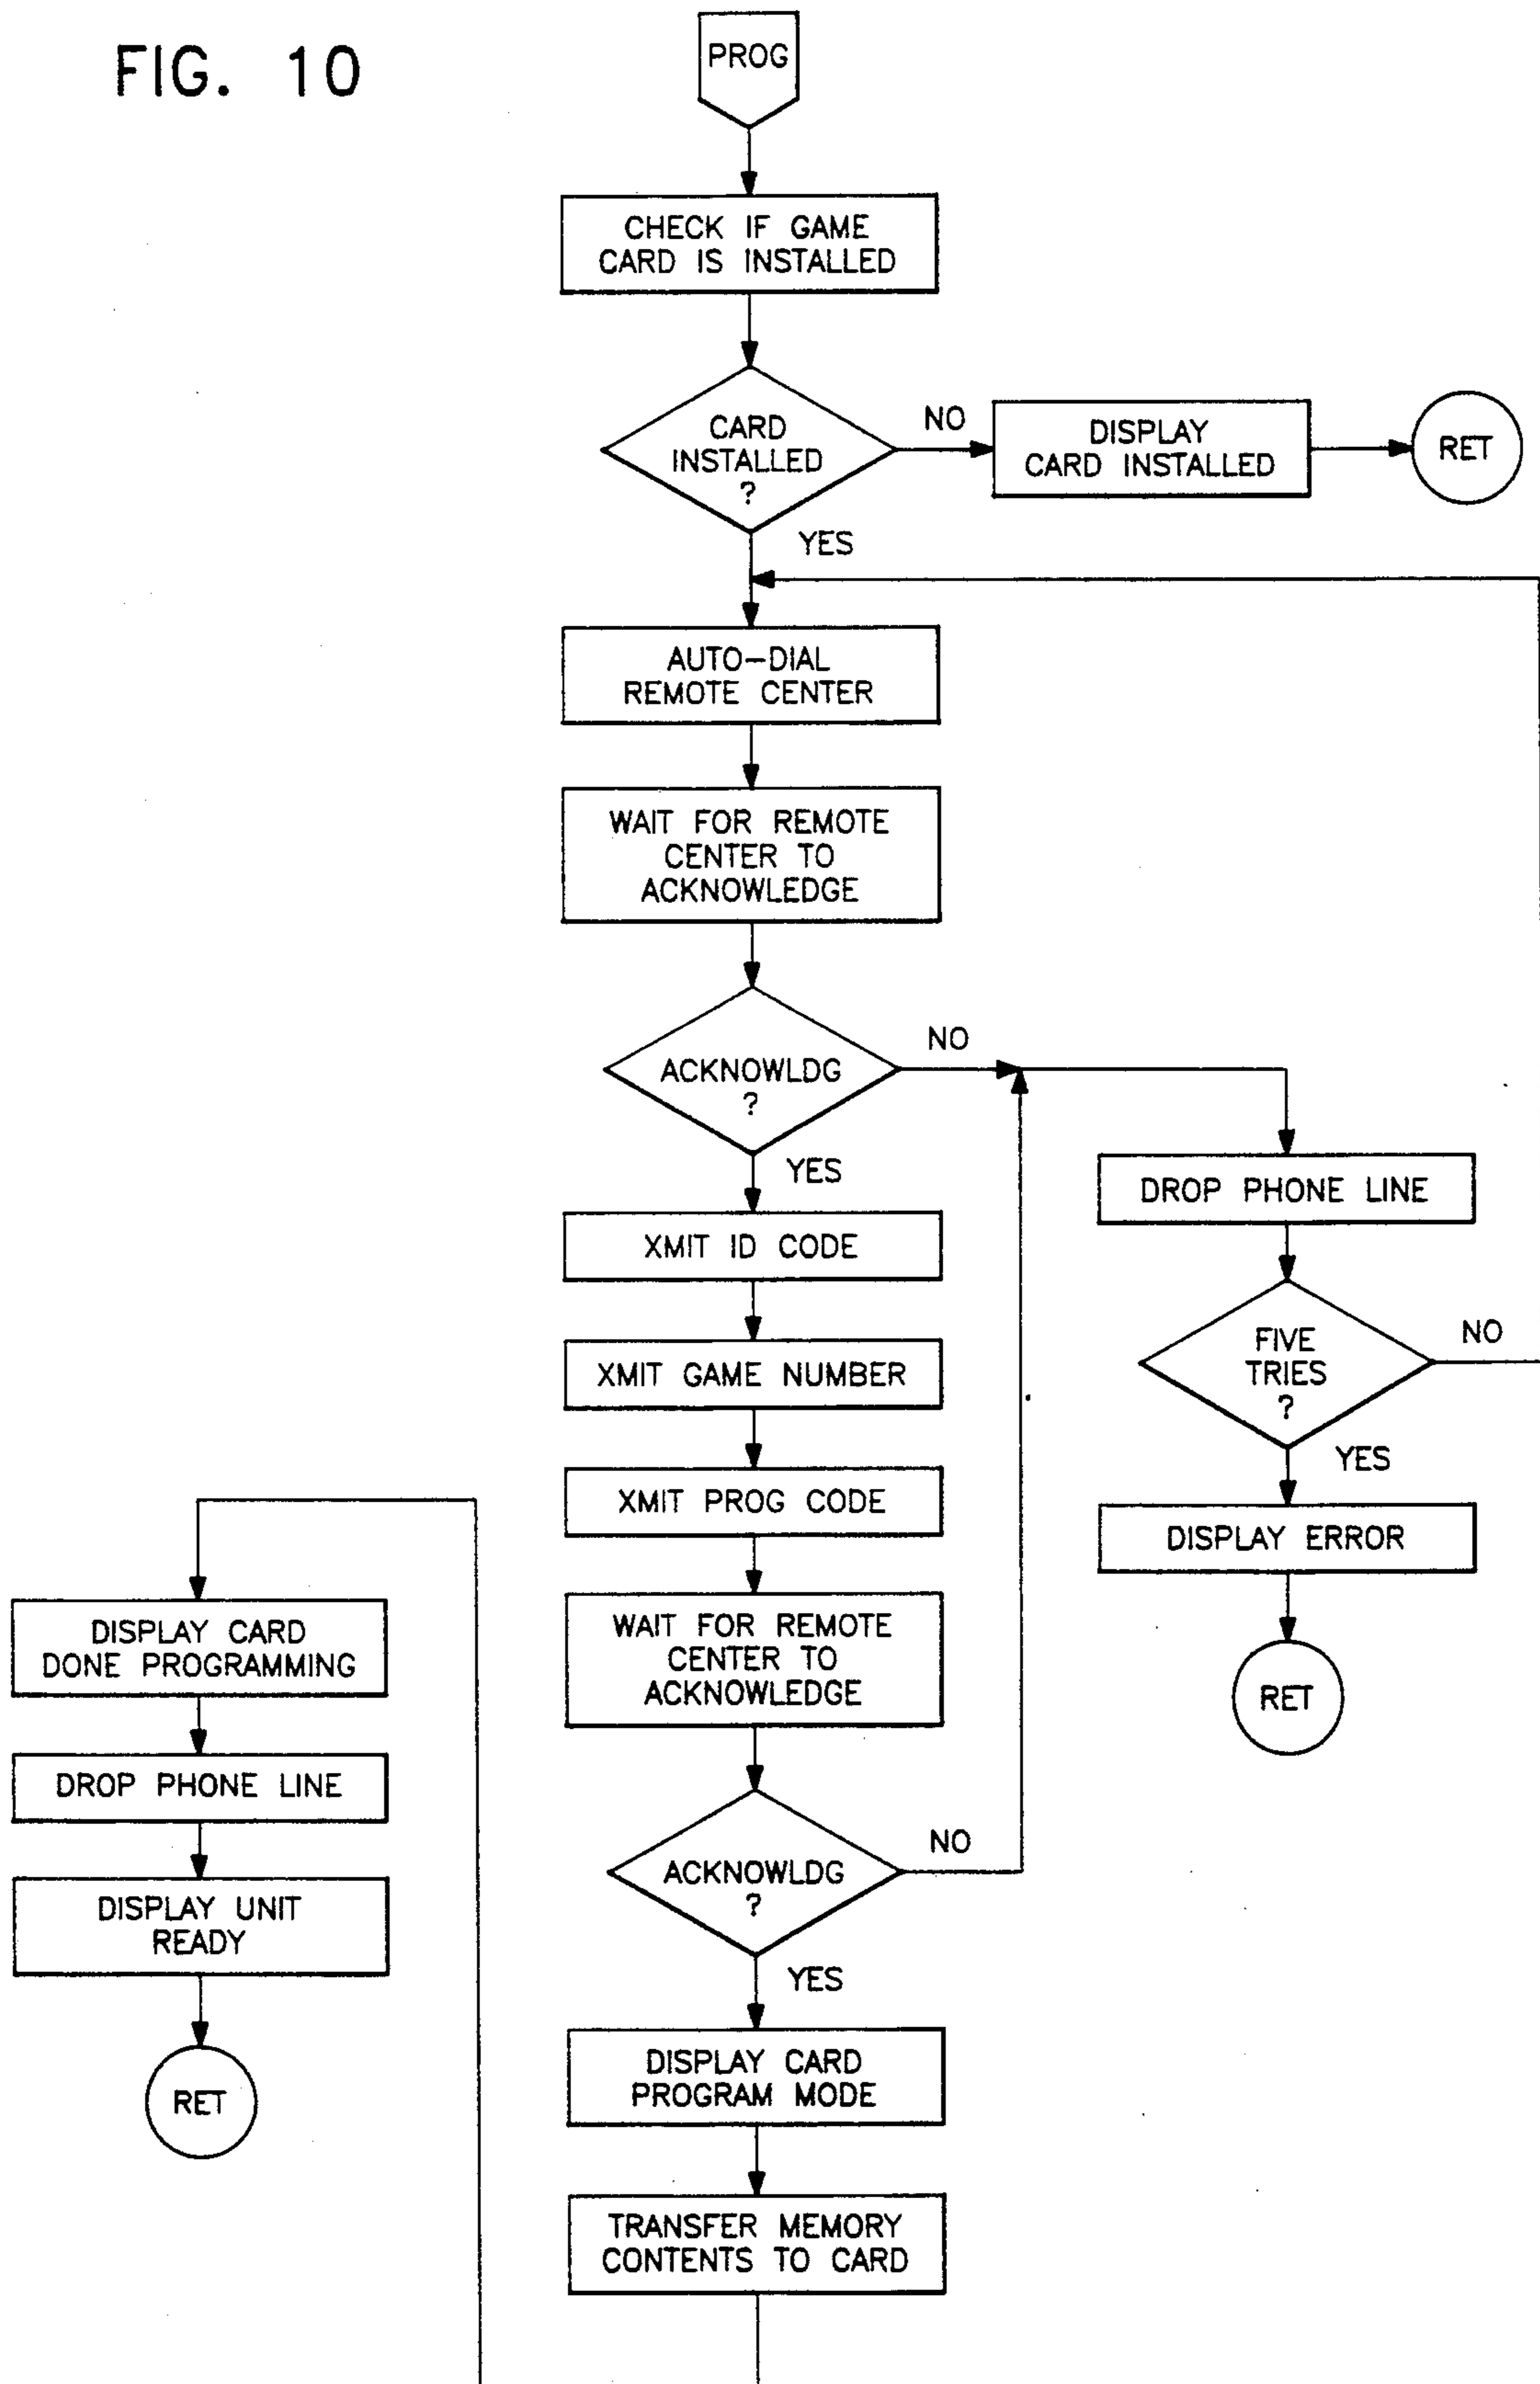 FIG. 10
PROG
CHECK IF GAME
CARD IS INSTALLED
CARD
INSTALLED
?
NO
DISPLAY
CARD INSTALLED
RET
YES
AUTO-DIAL
REMOTE CENTER
WAIT FOR REMOTE
CENTER TO
ACKNOWLEDGE
ACKNOWLDG
?
NO
YES
DROP PHONE LINE
FIVE
TRIES
?
NO
YES
DISPLAY ERROR
RET
XMIT ID CODE
XMIT GAME NUMBER
XMIT PROG CODE
WAIT FOR REMOTE
CENTER TO
ACKNOWLEDGE
ACKNOWLDG
?
NO
YES
DISPLAY CARD
PROGRAM MODE
TRANSFER MEMORY
CONTENTS TO CARD
DISPLAY CARD
DONE PROGRAMMING
DROP PHONE LINE
DISPLAY UNIT
READY
RET